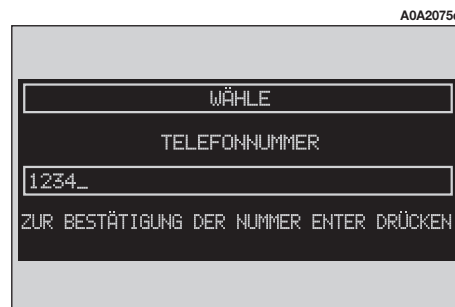 A0A2075
WÄHLE
TELEFONNUMMER
1234_
ZUR BESTÄTIGUNG DER NUMMER ENTER DRÜCKEN